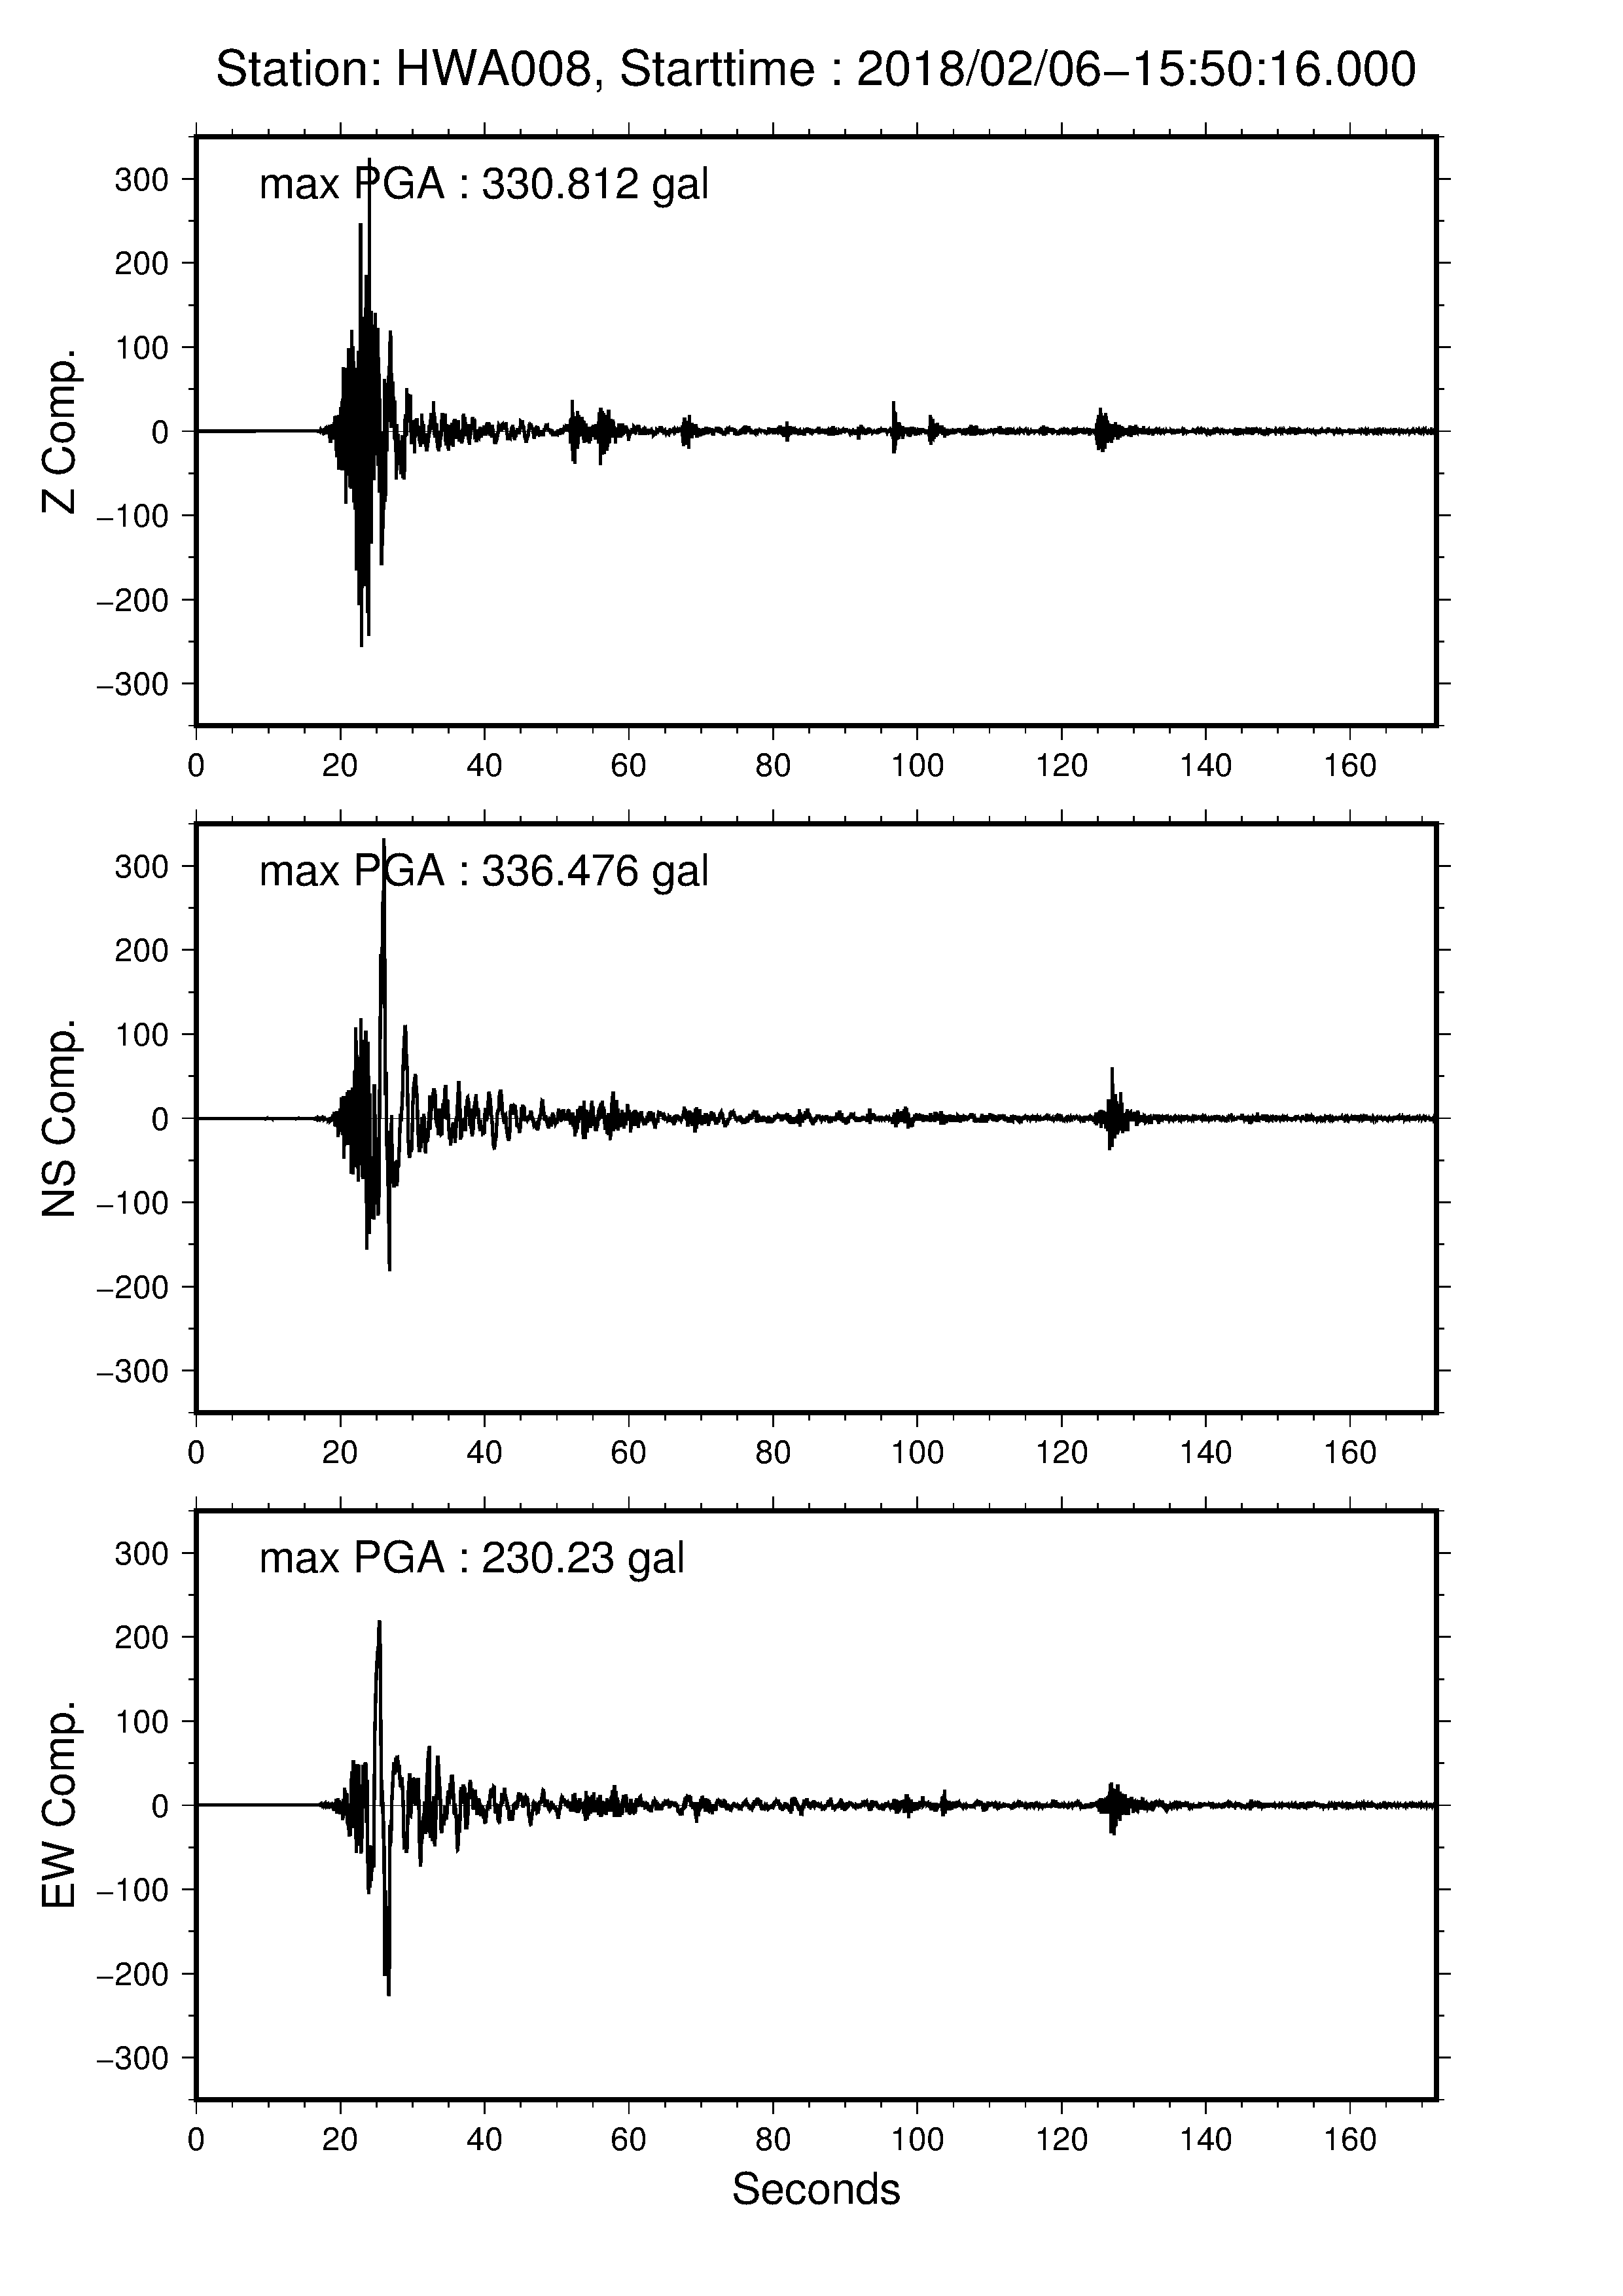 Station: HWA008, Starttime : 2018/02/06−15:50:16.000
max PGA : 330.812 gal
Z Comp.
300
200
100
0
−100
−200
−300
0 20 40 60 80 100 120 140 160
max PGA : 336.476 gal
NS Comp.
300
200
100
0
−100
−200
−300
0 20 40 60 80 100 120 140 160
max PGA : 230.23 gal
EW Comp.
300
200
100
0
−100
−200
−300
0 20 40 60 80 100 120 140 160
Seconds